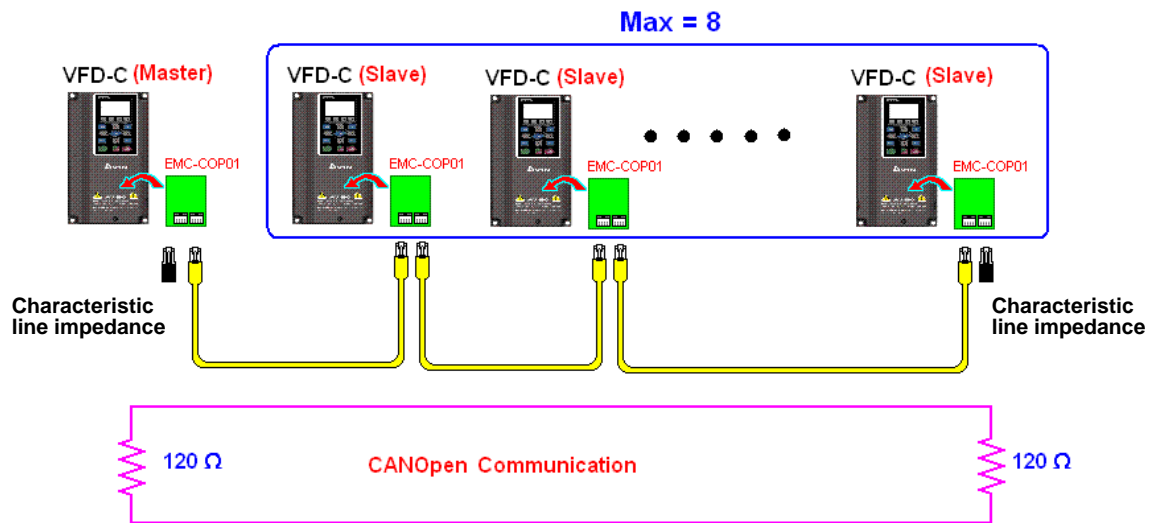 Max = 8
VFD-C (Master)
VFD-C (Slave)
VFD-C (Slave)
VFD-C (Slave)
EMC-COP01
EMC-COP01
EMC-COP01
EMC-COP01
Characteristic
line impedance
Characteristic
line impedance
120 Ω
CANOpen Communication
120 Ω